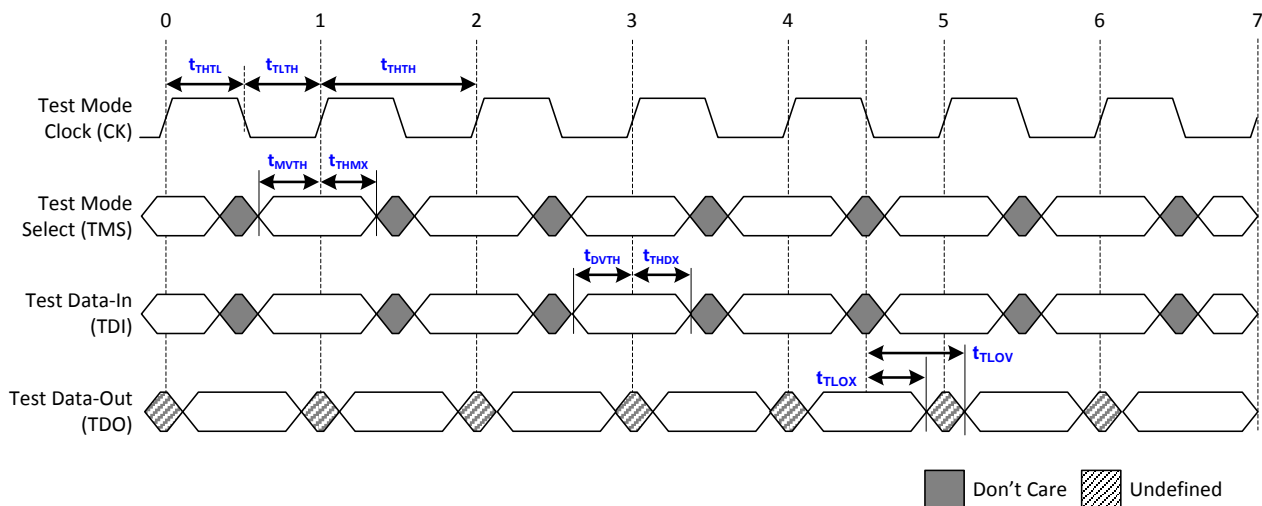 0 1 2 3 4 5 6 7
tTHTL tTLTH tTHTH
Test Mode
Clock (CK)
tMVTH tTHMX
Test Mode
Select (TMS)
tDVTH tTHDX
Test Data-In
(TDI)
tTLOV
tTLOX
Test Data-Out
(TDO)
Don't Care Undefined